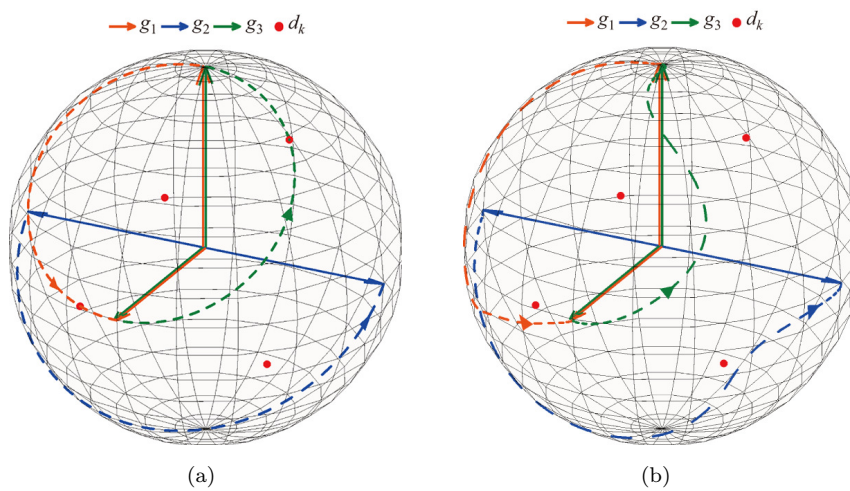 g₁ g₂ g₃ dₖ
g₁ g₂ g₃ dₖ
(a)
(b)